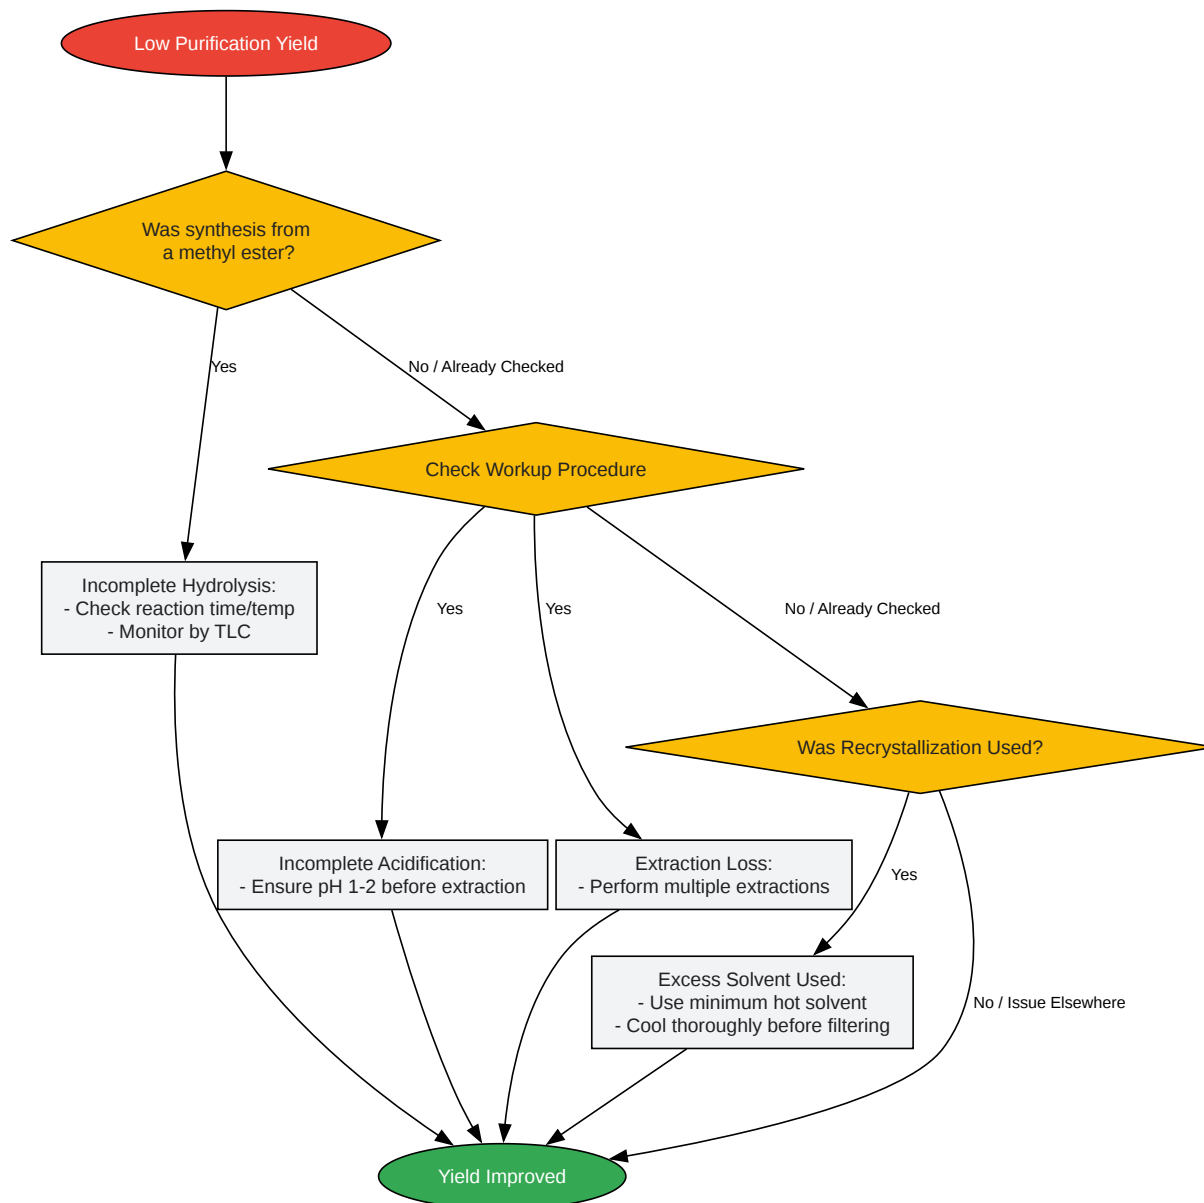 Low Purification Yield
Was synthesis from
a methyl ester?
Yes
No / Already Checked
Check Workup Procedure
Incomplete Hydrolysis:
- Check reaction time/temp
- Monitor by TLC
Yes
Yes
No / Already Checked
Was Recrystallization Used?
Incomplete Acidification:
- Ensure pH 1-2 before extraction
Extraction Loss:
- Perform multiple extractions
Yes
Excess Solvent Used:
- Use minimum hot solvent
- Cool thoroughly before filtering
No / Issue Elsewhere
Yield Improved